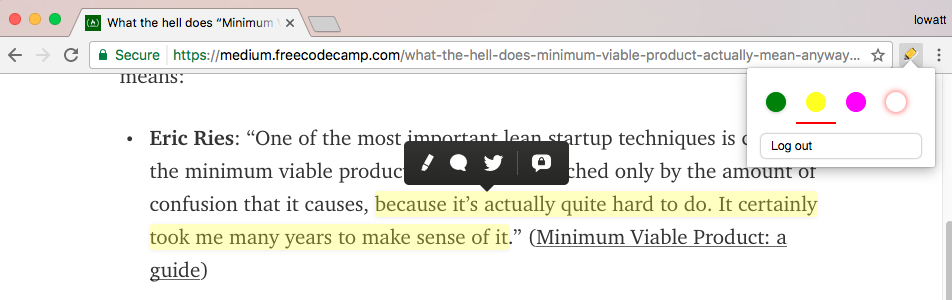 What the hell does “Minimum
lowatt
Secure https://medium.freecodecamp.com/what-the-hell-does-minimum-viable-product-actually-mean-anyway...
means:
Log out
• Eric Ries: “One of the most important lean startup techniques is c
the minimum viable produc ched only by the amount of
confusion that it causes, because it’s actually quite hard to do. It certainly
took me many years to make sense of it.” (Minimum Viable Product: a
guide)